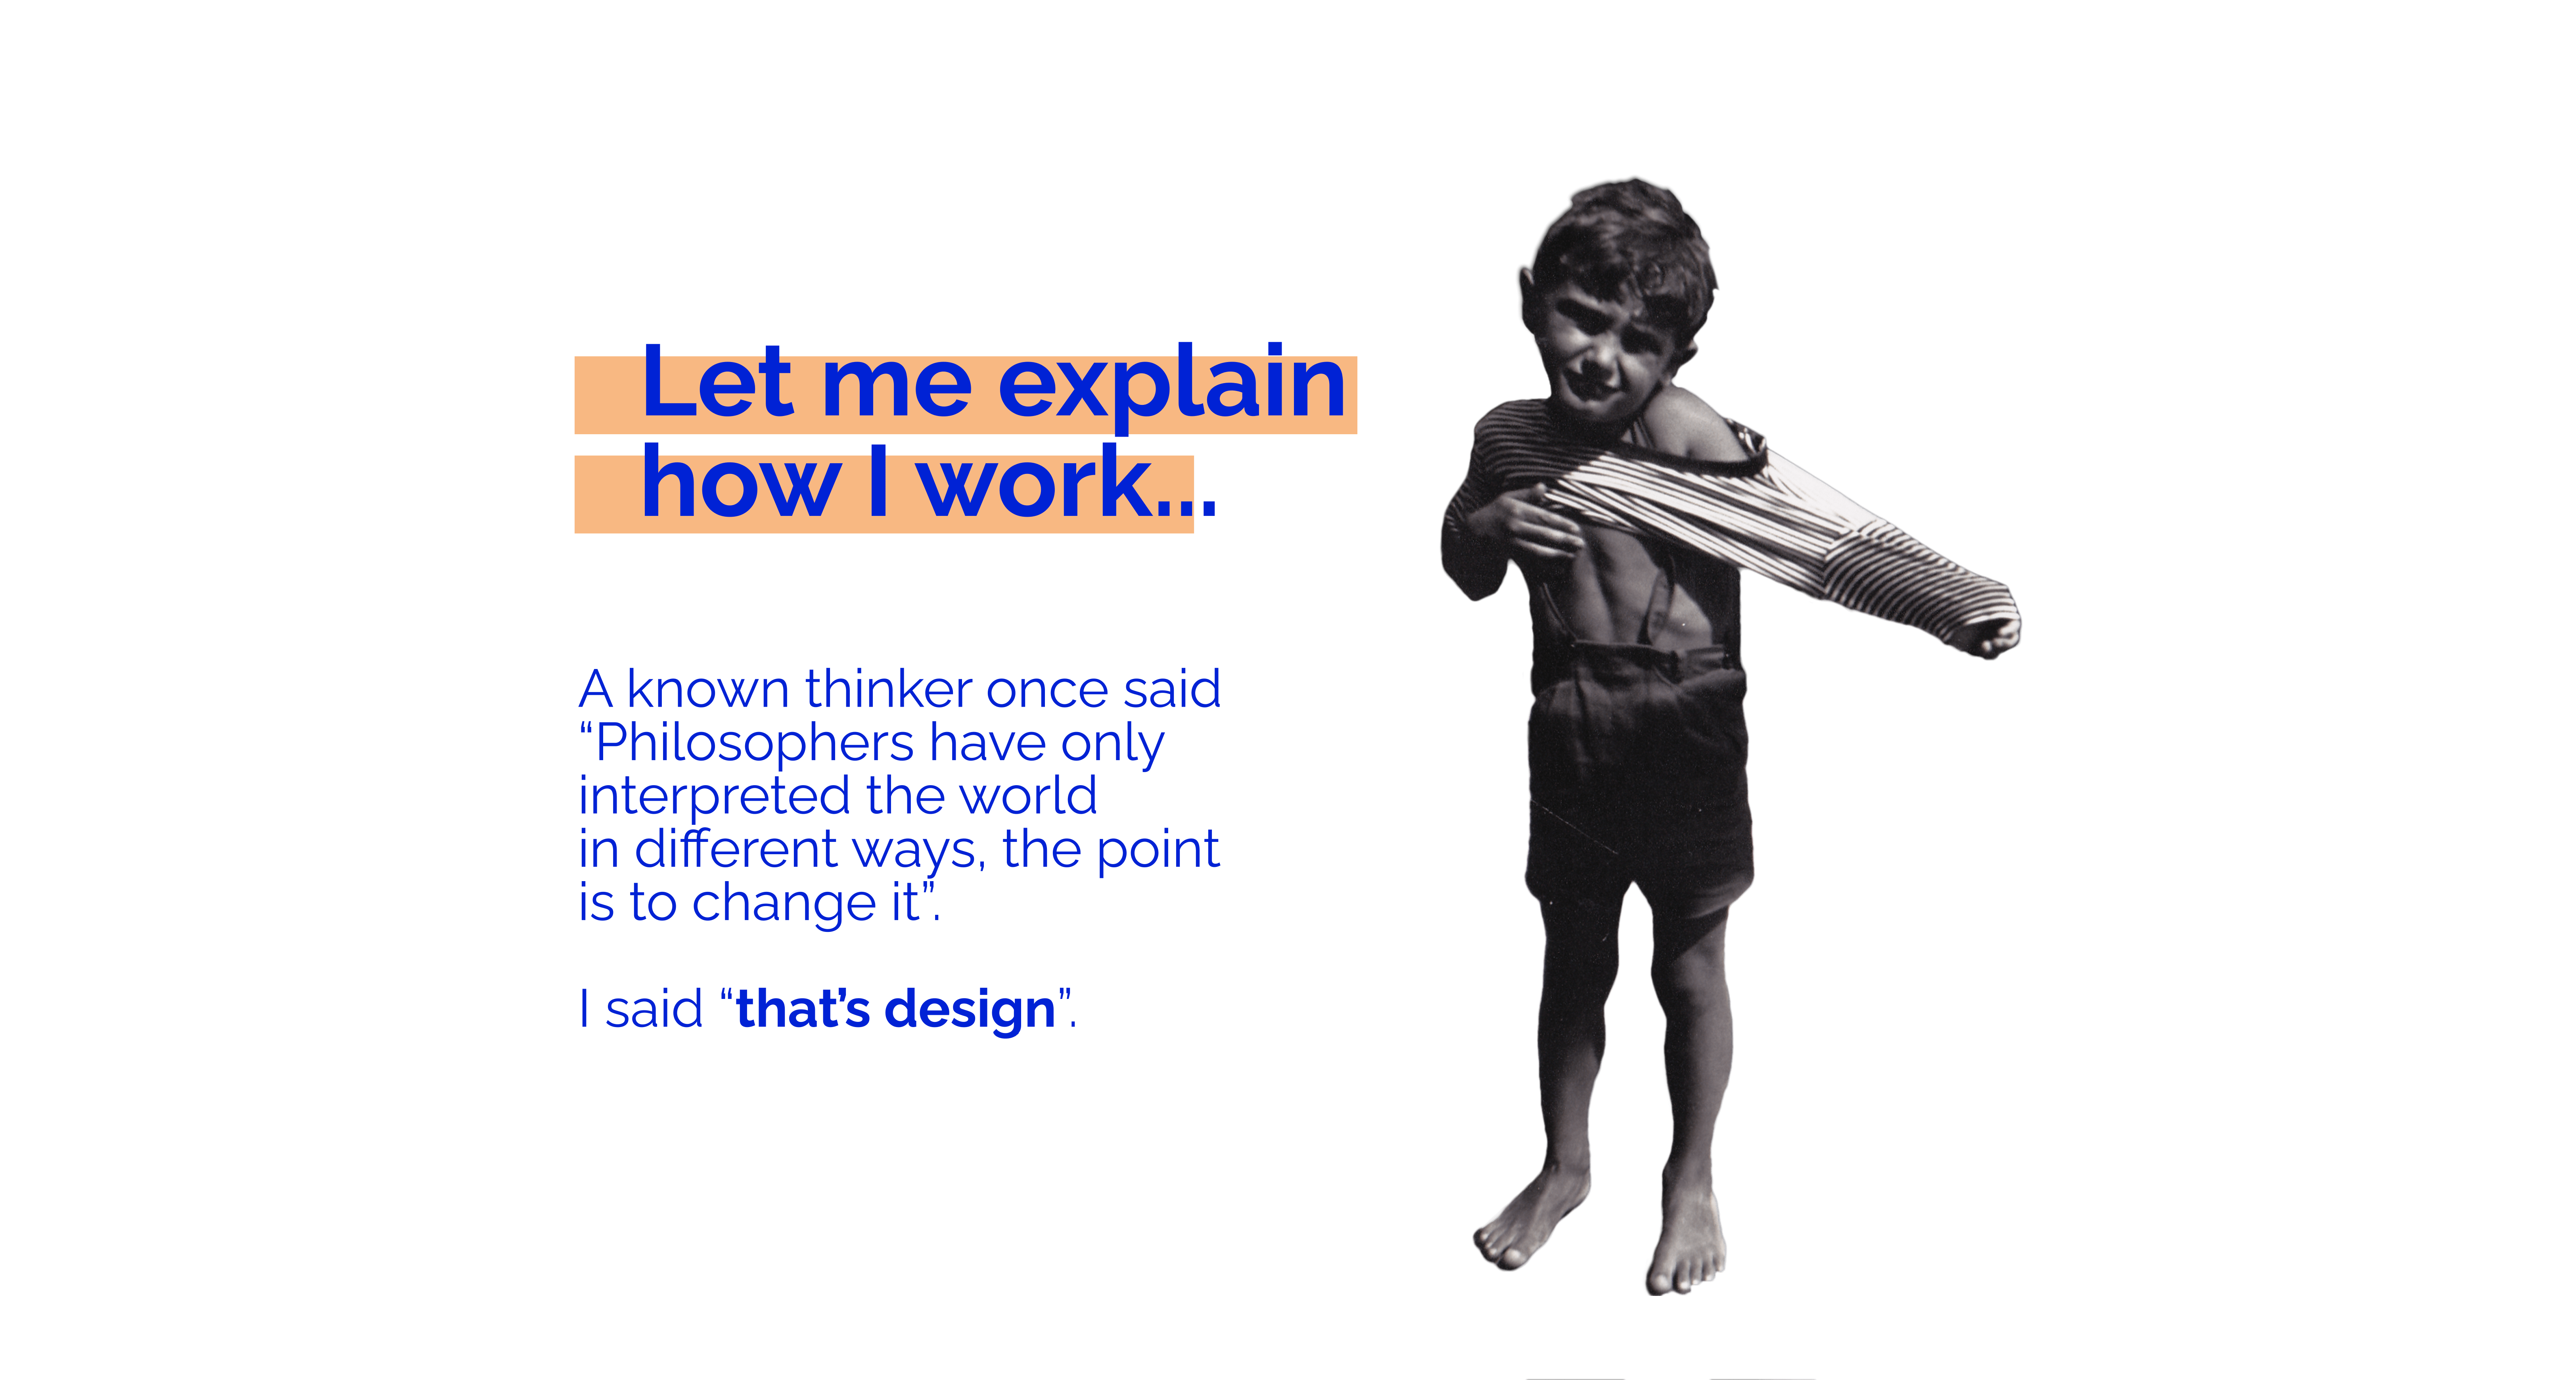 Let me explain
how I work...
A known thinker once said
“Philosophers have only
interpreted the world
in different ways, the point
is to change it”.
I said “that’s design”.